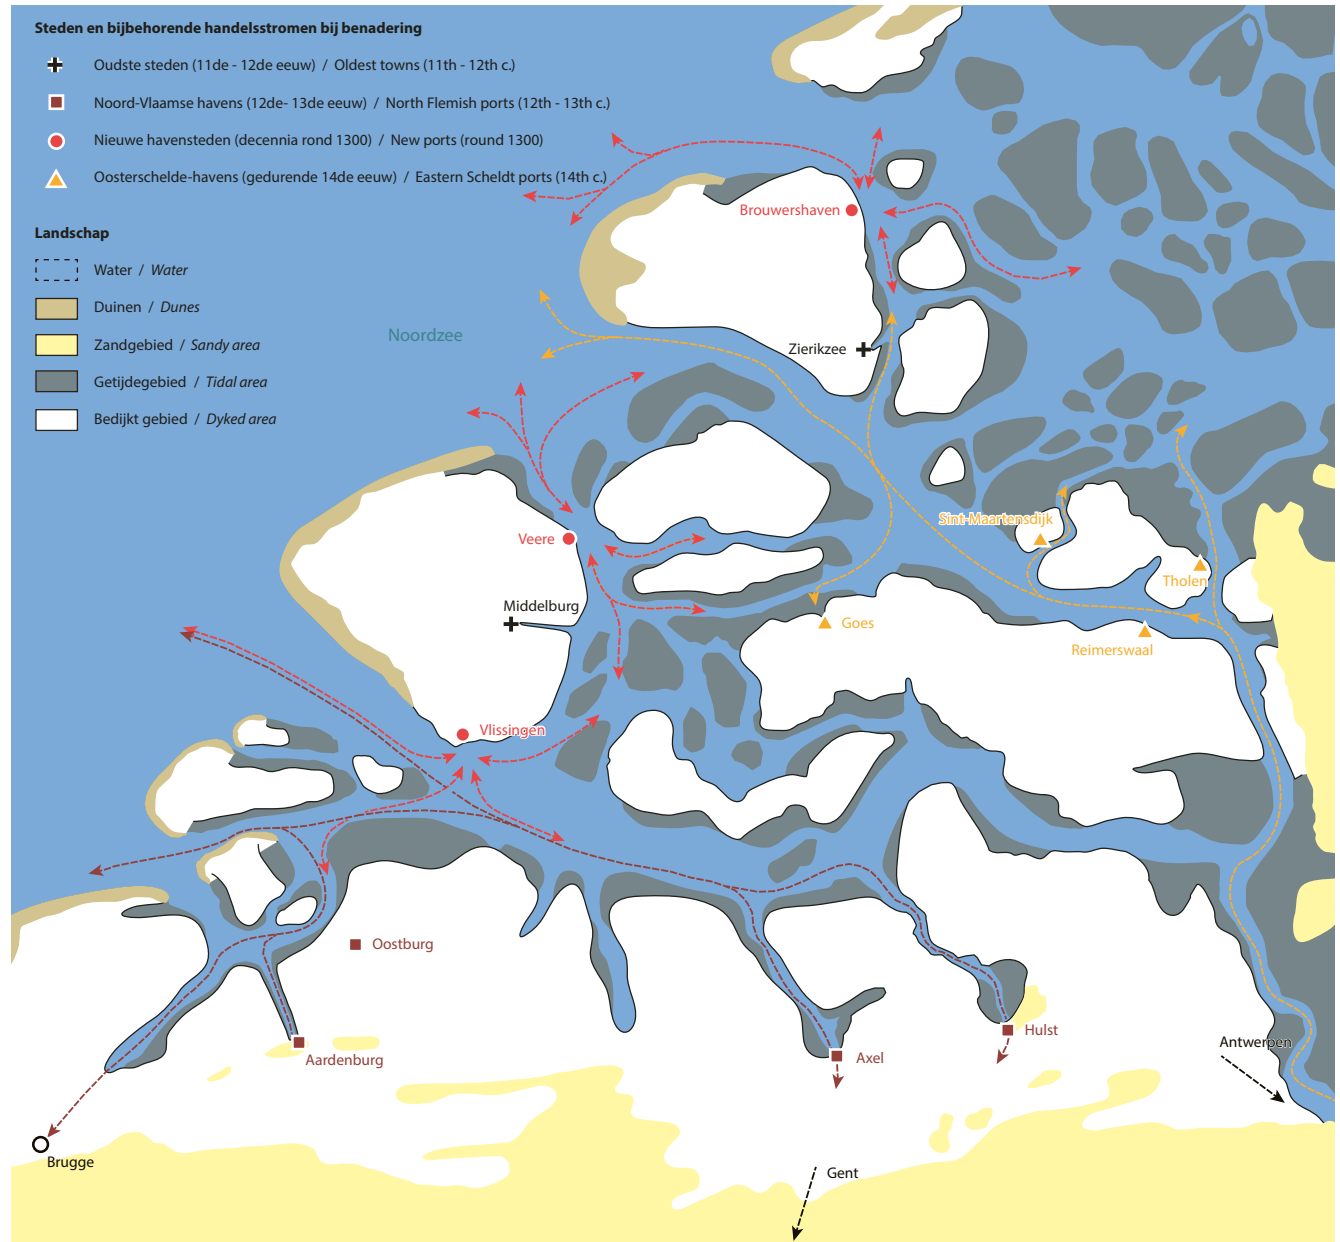 Steden en bijbehorende handelsstromen bij benadering
Oudste steden (11de - 12de eeuw) / Oldest towns (11th - 12th c.)
Noord-Vlaamse havens (12de- 13de eeuw) / North Flemish ports (12th - 13th c.)
Nieuwe havensteden (decennia rond 1300) / New ports (round 1300)
Oosterschelde-havens (gedurende 14de eeuw) / Eastern Scheldt ports (14th c.)
Landschap
Water / Water
Duinen / Dunes
Zandgebied / Sandy area
Getijdegebied / Tidal area
Bedijkt gebied / Dyked area
Brouwershaven
Noordzee
Zierikzee
Sint-Maartensdijk
Veere
Tholen
Middelburg
Goes
Reimerswaal
Vlissingen
Oostburg
Hulst
Antwerpen
Aardenburg
Axel
Brugge
Gent